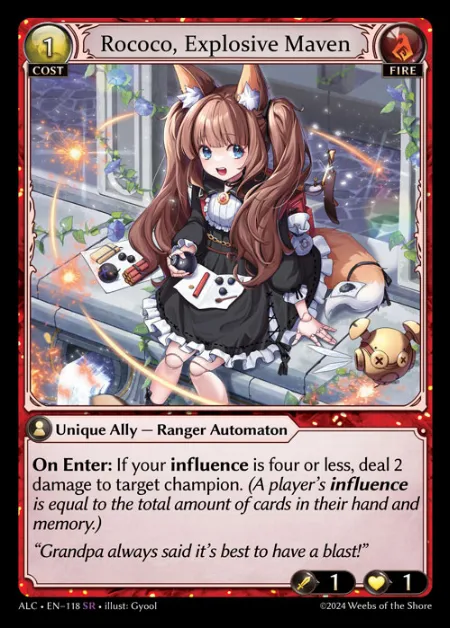 1
Rococo, Explosive Maven
COST
FIRE
Unique Ally — Ranger Automaton
On Enter: If your influence is four or less, deal 2
damage to target champion. (A player's influence
is equal to the total amount of cards in their hand and
memory.)
“Grandpa always said it's best to have a blast!”
1
1
ALC • EN-118 SR • illust: Gyool
©2024 Weebs of the Shore